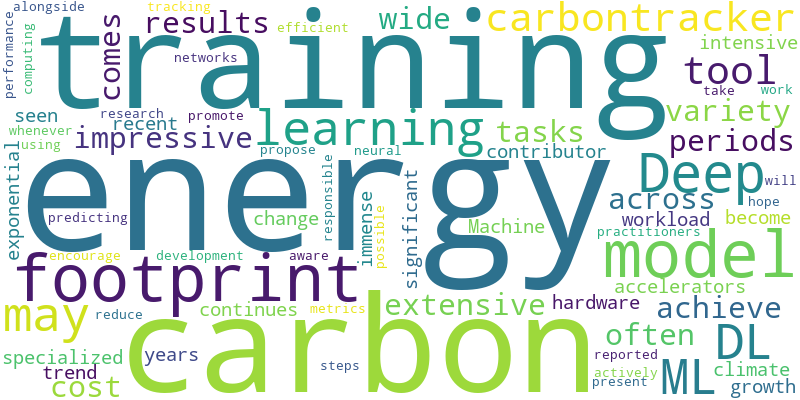 alongside
tracking
performance
computing
comes
results
efficient
wide
carbontracker
training
networks
intensive
tool
take
work
seen
research
promote
recent
whenever
using
impressive
learning
tasks
variety
periods
propose
neural
contributor
exponential
energy
responsible
Deep
will
across
hope
predicting
change
immense
possible
significant
Machine
workload
become
practitioners
encourage
development
aware
model
footprint
accelerators
may
reduce
continues
metrics
extensive
hardware
achieve
carbon
often
DL
specialized
years
trend
cost
steps
reported
actively
present
ML
climate
growth